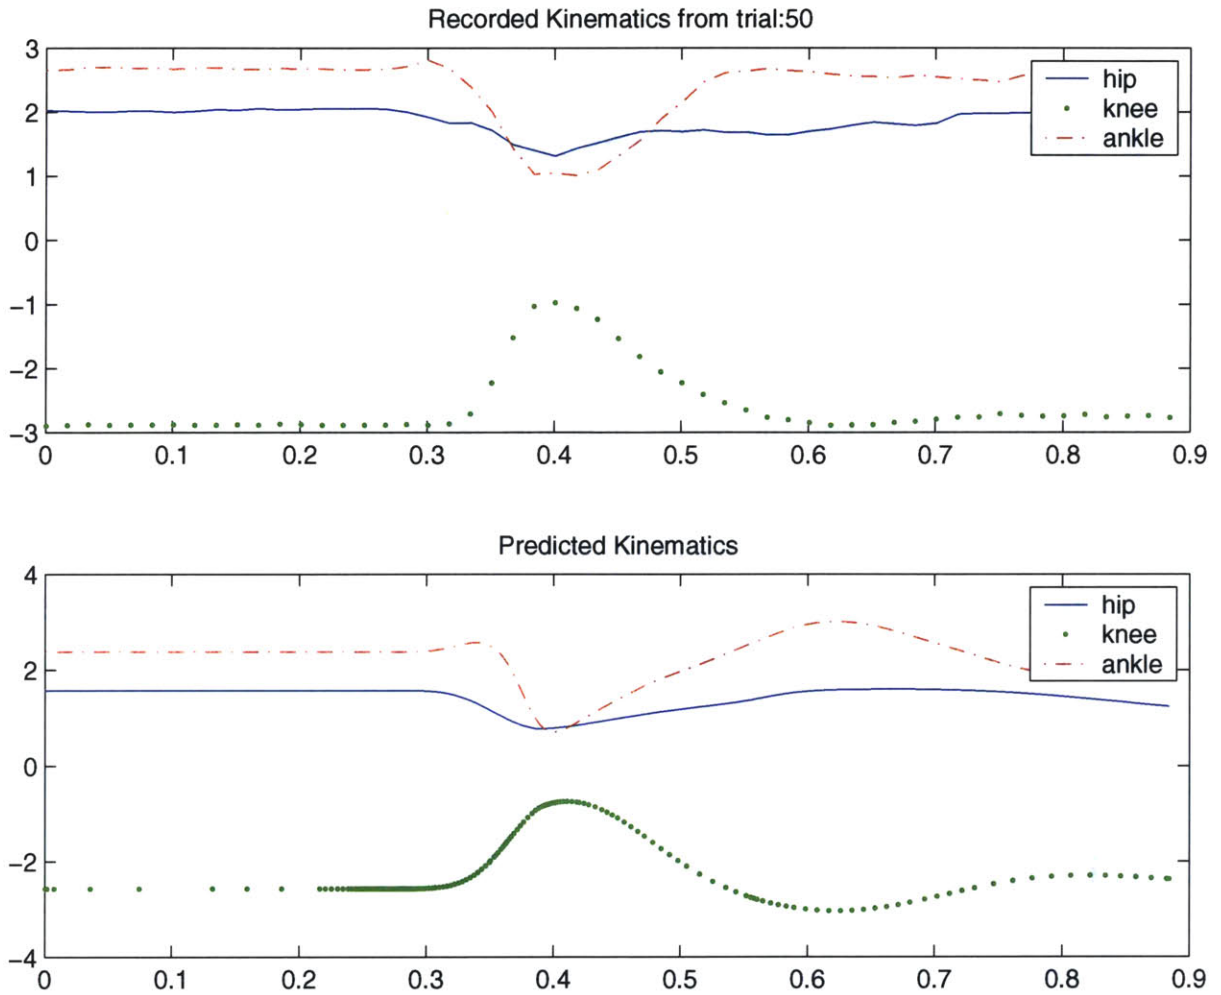 Recorded Kinematics from trial:50
3
2
1
0
−1
−2
−3
hip
knee
ankle
0 0.1 0.2 0.3 0.4 0.5 0.6 0.7 0.8 0.9
Predicted Kinematics
4
2
0
−2
−4
hip
knee
ankle
0 0.1 0.2 0.3 0.4 0.5 0.6 0.7 0.8 0.9